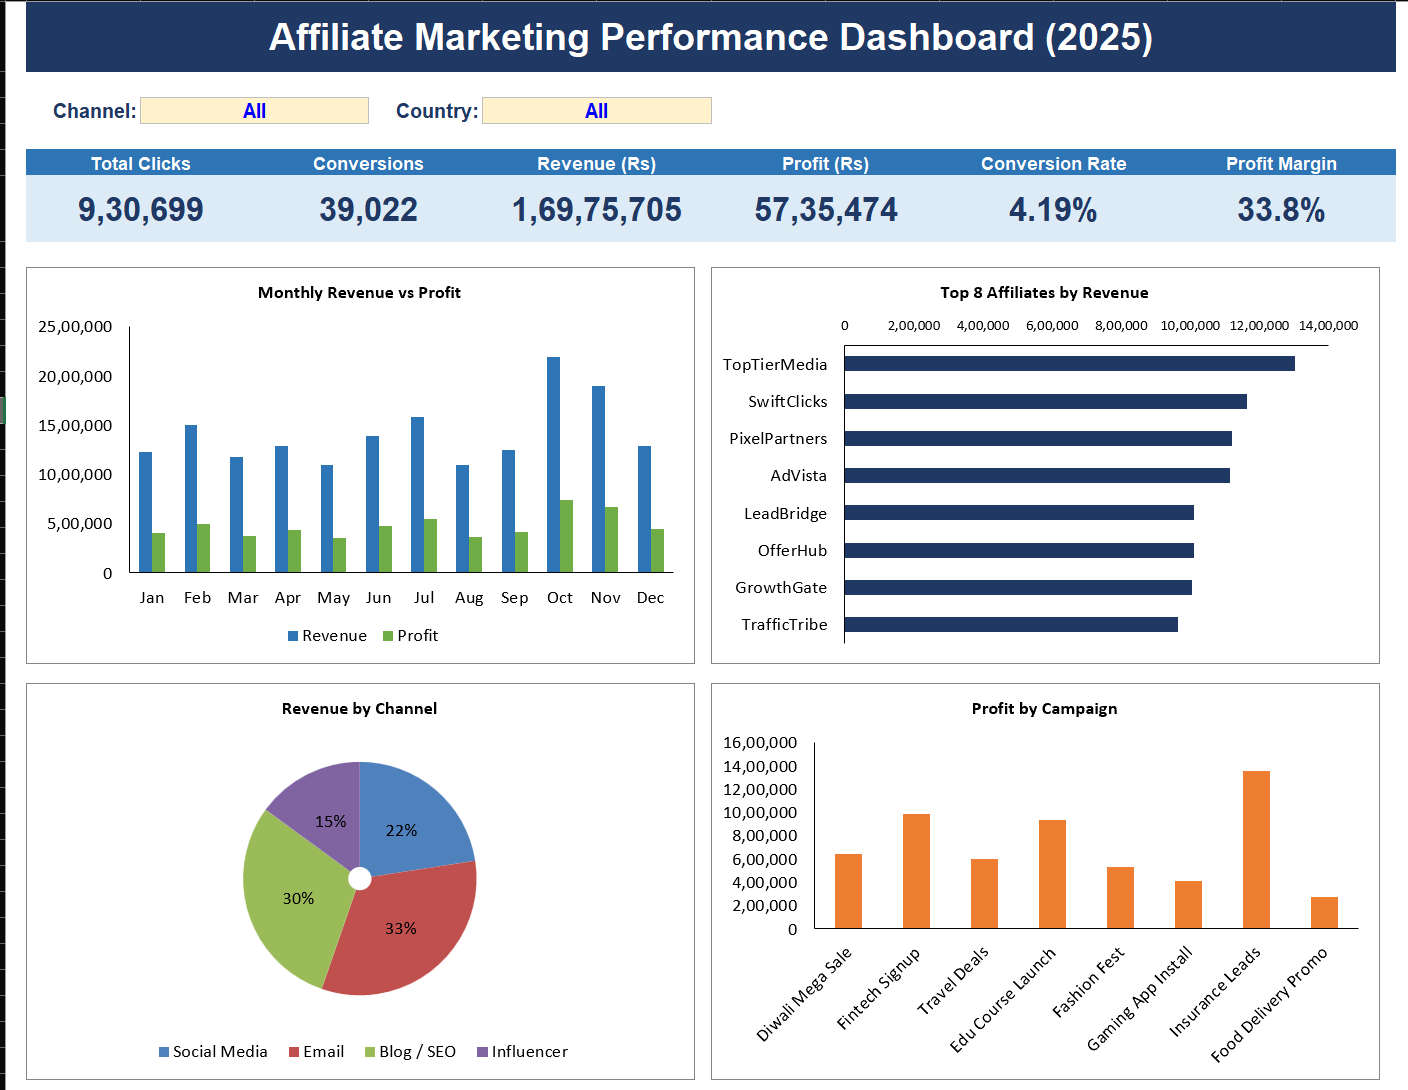 Affiliate Marketing Performance Dashboard (2025)
Channel: All Country: All
Total Clicks Conversions Revenue (Rs) Profit (Rs) Conversion Rate Profit Margin
9,30,699 39,022 1,69,75,705 57,35,474 4.19% 33.8%
Monthly Revenue vs Profit
25,00,000
20,00,000
15,00,000
10,00,000
5,00,000
0
Jan Feb Mar Apr May Jun Jul Aug Sep Oct Nov Dec
Revenue Profit
Top 8 Affiliates by Revenue
0 2,00,000 4,00,000 6,00,000 8,00,000 10,00,000 12,00,000 14,00,000
TopTierMedia
SwiftClicks
PixelPartners
AdVista
LeadBridge
OfferHub
GrowthGate
TrafficTribe
Revenue by Channel
15% 22%
30%
33%
Social Media Email Blog / SEO Influencer
Profit by Campaign
16,00,000
14,00,000
12,00,000
10,00,000
8,00,000
6,00,000
4,00,000
2,00,000
0
Diwali Mega Sale
Fintech Signup
Travel Deals
Edu Course Launch
Fashion Fest
Gaming App Install
Insurance Leads
Food Delivery Promo